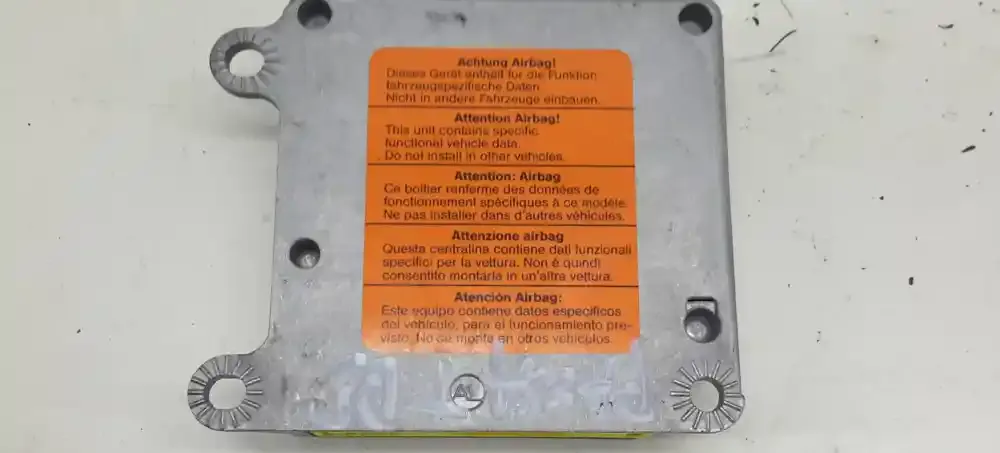 Achtung Airbag!
Dieses Gerät enthält für die Funktion
fahrzeugspezifische Daten.
Nicht in andere Fahrzeuge einbauen.
Attention Airbag!
This unit contains specific
functional vehicle data.
Do not install in other vehicles.
Attention: Airbag
Ce boîtier renferme des données de
fonctionnement spécifiques à ce modèle.
Ne pas installer dans d'autres véhicules.
Attenzione airbag
Questa centralina contiene dati funzionali
specifici per la vettura. Non è quindi
consentito montarla in un'altra vettura.
Atención Airbag:
Este equipo contiene datos específicos
del vehículo, para el funcionamiento pre-
visto. No se monte en otros vehículos.
AL